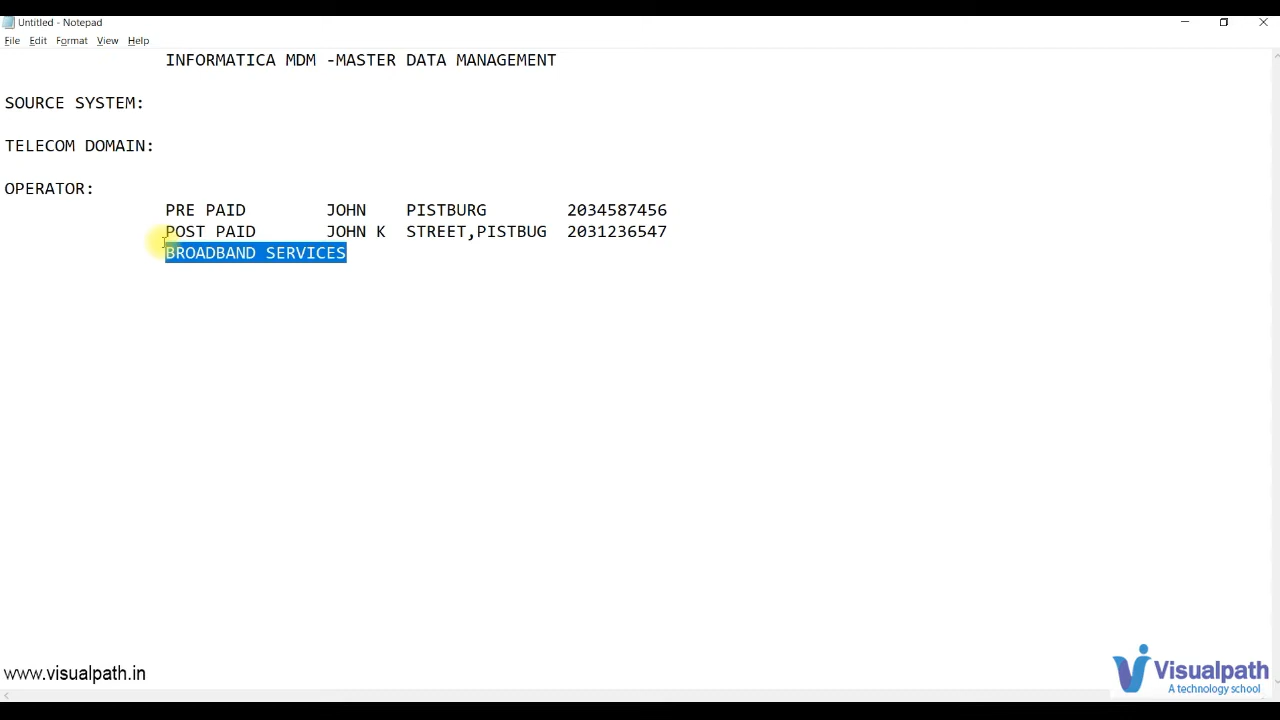 Untitled - Notepad
File Edit Format View Help
INFORMATICA MDM -MASTER DATA MANAGEMENT
SOURCE SYSTEM:
TELECOM DOMAIN:
OPERATOR:
PRE PAID JOHN PISTBURG 2034587456
POST PAID JOHN K STREET,PISTBUG 2031236547
BROADBAND SERVICES
www.visualpath.in
Visualpath
A technology school